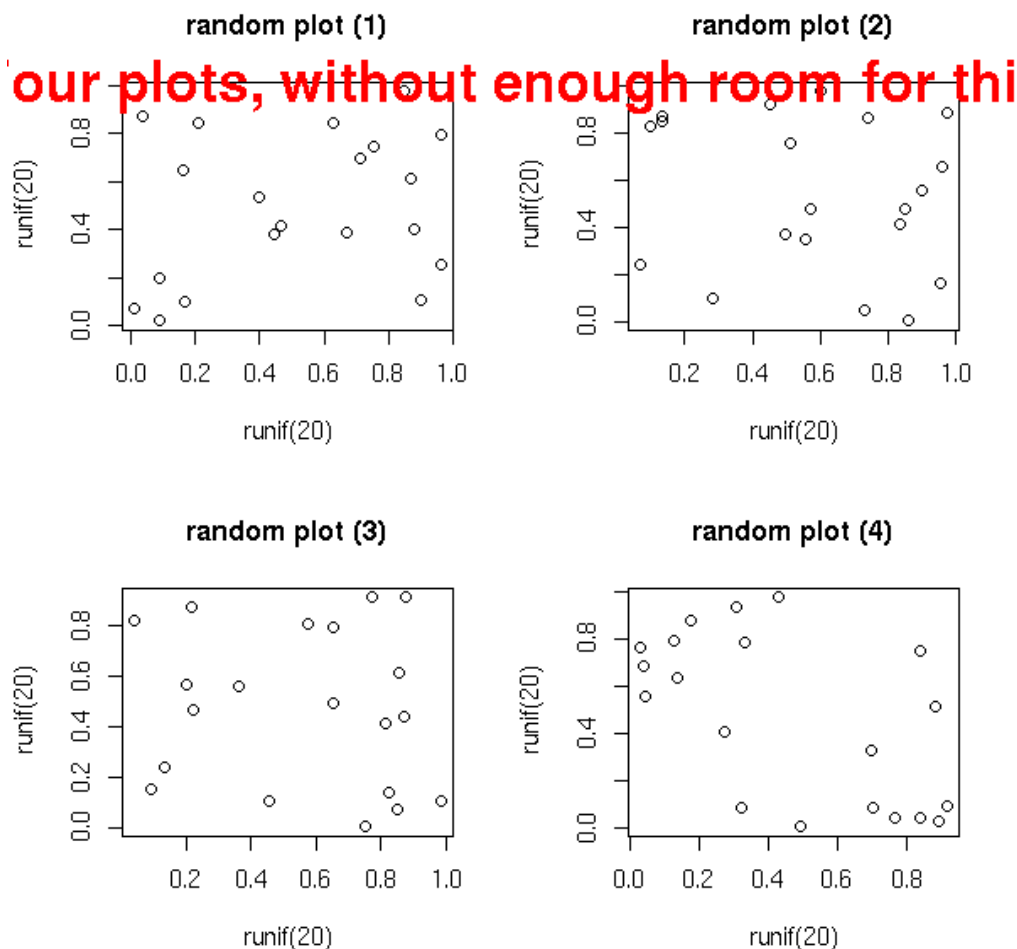 random plot (1)
random plot (2)
our plots, without enough room for thi
runif(20)
0.0 0.4 0.8
0.0 0.2 0.4 0.6 0.8 1.0
runif(20)
runif(20)
0.0 0.4 0.8
0.2 0.4 0.6 0.8 1.0
runif(20)
random plot (3)
random plot (4)
runif(20)
0.0 0.2 0.4 0.6 0.8
0.2 0.4 0.6 0.8 1.0
runif(20)
runif(20)
0.0 0.4 0.8
0.0 0.2 0.4 0.6 0.8
runif(20)